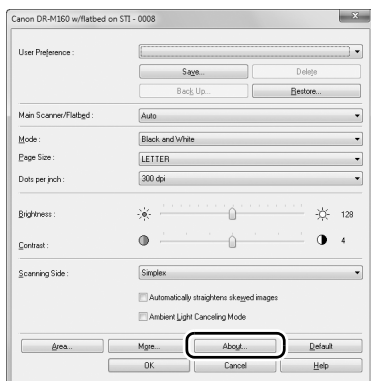 Canon DR-M160 w/flatbed on STI - 0008
User Preference :
Save... Delete
Back Up... Restore...
Main Scanner/Flatbed : Auto
Mode : Black and White
Page Size : LETTER
Dots per inch : 300 dpi
Brightness : 128
Contrast : 4
Scanning Side : Simplex
Automatically straightens skewed images
Ambient Light Canceling Mode
Area... More... About... Default
OK Cancel Help